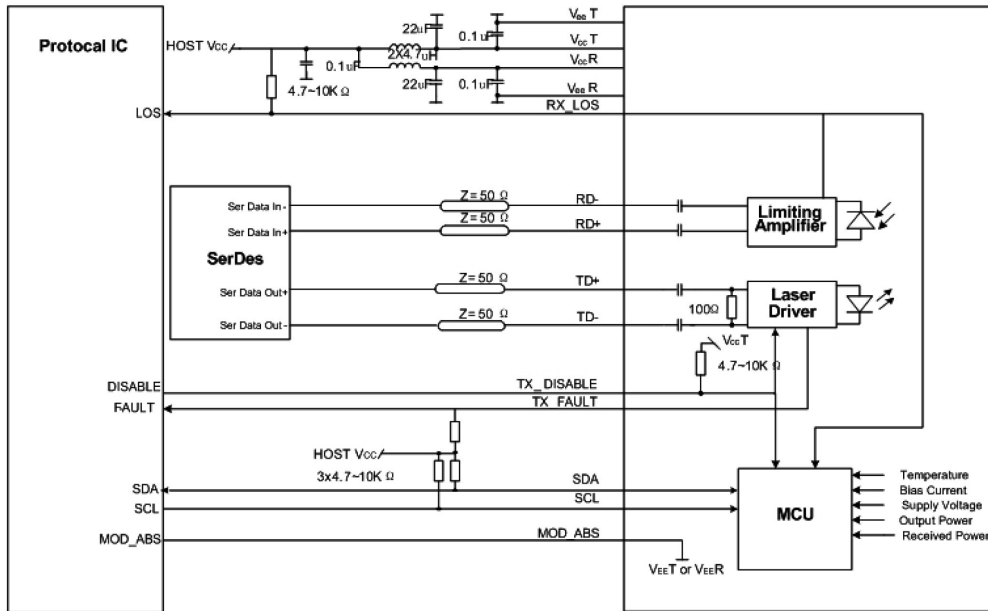 VeeT
22uF
Protocal IC
0.1uF
HOST Vcc
VccT
2X4.7uH
0.1uF
VccR
4.7~10K Ω
22uF
0.1uF
VeeR
LOS
RX_LOS
Z= 50 Ω
RD-
Ser Data In-
Z= 50 Ω
Limiting
Amplifier
Ser Data In+
RD+
SerDes
Z= 50 Ω
TD+
Ser Data Out+
Laser
Driver
Z= 50 Ω
100Ω
Ser Data Out-
TD-
VccT
4.7~10K Ω
DISABLE
TX_DISABLE
FAULT
TX_FAULT
HOST Vcc
3x4.7~10K Ω
Temperature
SDA
SDA
Bias Current
SCL
SCL
Supply Voltage
MCU
Output Power
MOD_ABS
MOD_ABS
Received Power
VEET or VEER